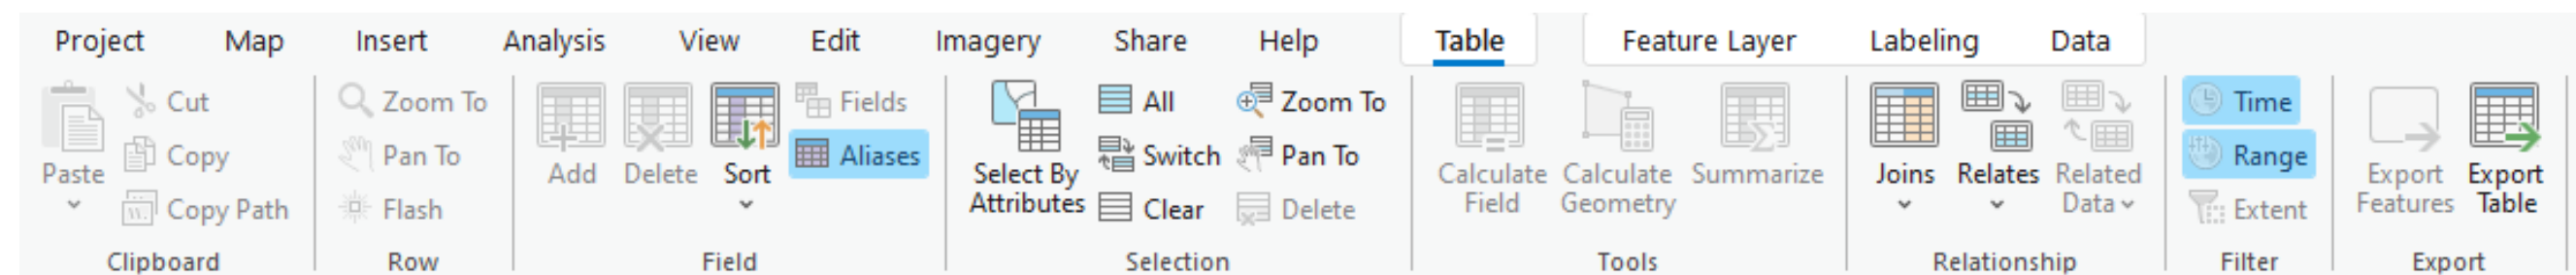 Project Map Insert Analysis View Edit Imagery Share Help Table Feature Layer Labeling Data
Paste
Cut
Copy
Copy Path
Clipboard
Zoom To
Pan To
Flash
Row
Add
Delete
Sort
Fields
Aliases
Field
Select By
Attributes
All
Switch
Clear
Zoom To
Pan To
Delete
Selection
Calculate
Field
Calculate
Geometry
Summarize
Tools
Joins
Relates
Related
Data
Relationship
Time
Range
Extent
Filter
Export
Features
Export
Table
Export